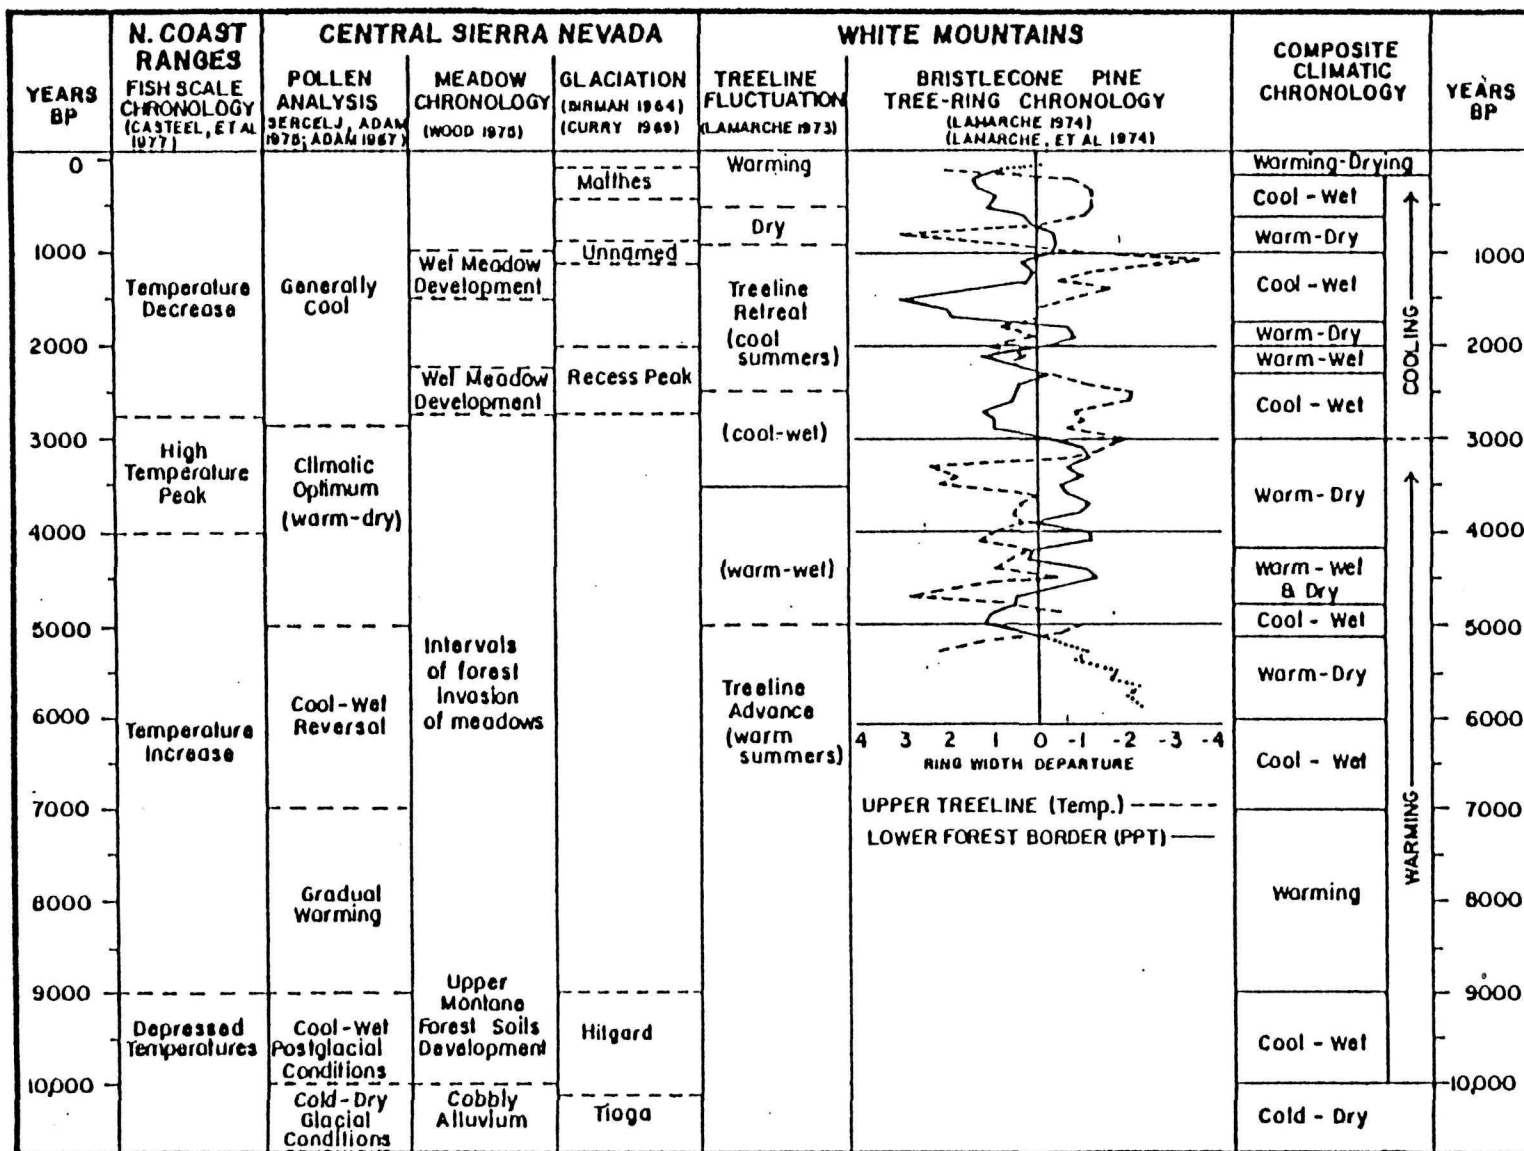 YEARS
BP
N. COAST
RANGES
FISH SCALE
CHRONOLOGY
(CASTEEL, ET AL
1977)
CENTRAL SIERRA NEVADA
POLLEN
ANALYSIS
SERCELJ, ADAM
1975; ADAM 1967)
MEADOW
CHRONOLOGY
(WOOD 1975)
GLACIATION
(BIRMAN 1964)
(CURRY 1969)
WHITE MOUNTAINS
TREELINE
FLUCTUATION
(LAMARCHE 1973)
BRISTLECONE PINE
TREE-RING CHRONOLOGY
(LAMARCHE 1974)
(LAMARCHE, ET AL 1974)
COMPOSITE
CLIMATIC
CHRONOLOGY
YEARS
BP
0
1000
2000
3000
4000
5000
6000
7000
8000
9000
10,000
Temperature
Decrease
High
Temperature
Peak
Temperature
Increase
Depressed
Temperatures
Generally
Cool
Climatic
Optimum
(warm-dry)
Cool-Wet
Reversal
Gradual
Warming
Cool-Wet
Postglacial
Conditions
Cold-Dry
Glacial
Conditions
Wet Meadow
Development
Wet Meadow
Development
Intervals
of forest
Invasion
of meadows
Upper
Montane
Forest Soils
Development
Cobbly
Alluvium
Matthes
Unnamed
Recess Peak
Hilgard
Tioga
Warming
Dry
Treeline
Retreat
(cool
summers)
(cool-wet)
(warm-wet)
Treeline
Advance
(warm
summers)
4 3 2 1 0 -1 -2 -3 -4
RING WIDTH DEPARTURE
UPPER TREELINE (Temp.)
LOWER FOREST BORDER (PPT)
Warming-Drying
Cool-Wet
Warm-Dry
Cool-Wet
Warm-Dry
Warm-Wet
Cool-Wet
Warm-Dry
Warm-Wet
& Dry
Cool-Wet
Warm-Dry
Cool-Wet
Warming
Cool-Wet
Cold-Dry
COOLING
WARMING
1000
2000
3000
4000
5000
6000
7000
8000
9000
10,000